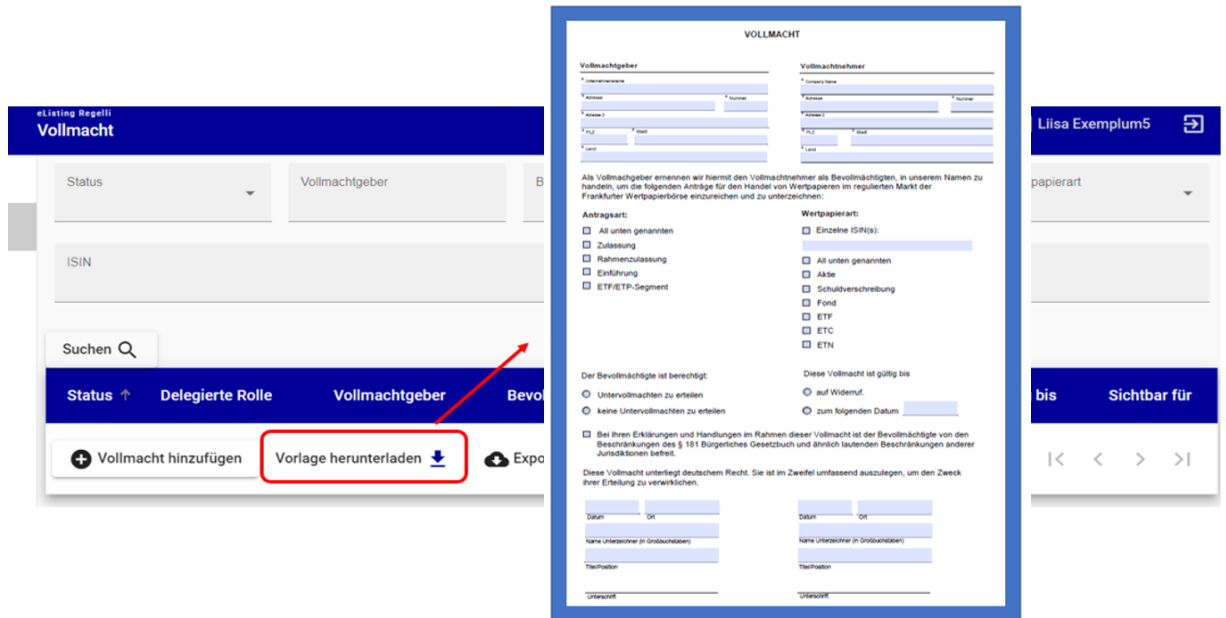 eListing Regelli
Vollmacht
Liisa Exemplum5
Status
Vollmachtgeber
B
papierart
ISIN
Suchen
Status Delegierte Rolle Vollmachtgeber Bevol
bis Sichtbar für
Vollmacht hinzufügen Vorlage herunterladen Expo
VOLLMACHT
Vollmachtgeber
* Unternehmensname
* Adresse * Nummer
* Adresse 2
* PLZ * Stadt
* Land
Vollmachtnehmer
* Company Name
* Adresse * Nummer
* Adresse 2
* PLZ * Stadt
* Land
Als Vollmachgeber ernennen wir hiermit den Vollmachtnehmer als Bevollmächtigten, in unserem Namen zu
handeln, um die folgenden Anträge für den Handel von Wertpapieren im regulierten Markt der
Frankfurter Wertpapierbörse einzureichen und zu unterzeichnen:
Antragsart:
All unten genannten
Zulassung
Rahmenzulassung
Einführung
ETF/ETP-Segment
Wertpapierart:
Einzelne ISIN(s):
All unten genannten
Aktie
Schuldverschreibung
Fond
ETF
ETC
ETN
Der Bevollmächtigte ist berechtigt:
Untervollmachten zu erteilen
keine Untervollmachten zu erteilen
Diese Vollmacht ist gültig bis
auf Widerruf.
zum folgenden Datum
Bei Ihren Erklärungen und Handlungen im Rahmen dieser Vollmacht ist der Bevollmächtigte von den
Beschränkungen des § 181 Bürgerliches Gesetzbuch und ähnlich lautenden Beschränkungen anderer
Jurisdiktionen befreit.
Diese Vollmacht unterliegt deutschem Recht. Sie ist im Zweifel umfassend auszulegen, um den Zweck
ihrer Erteilung zu verwirklichen.
Datum Ort
Name Unterzeichner (in Großbuchstaben)
Titel/Position
Unterschrift
Datum Ort
Name Unterzeichner (in Großbuchstaben)
Titel/Position
Unterschrift